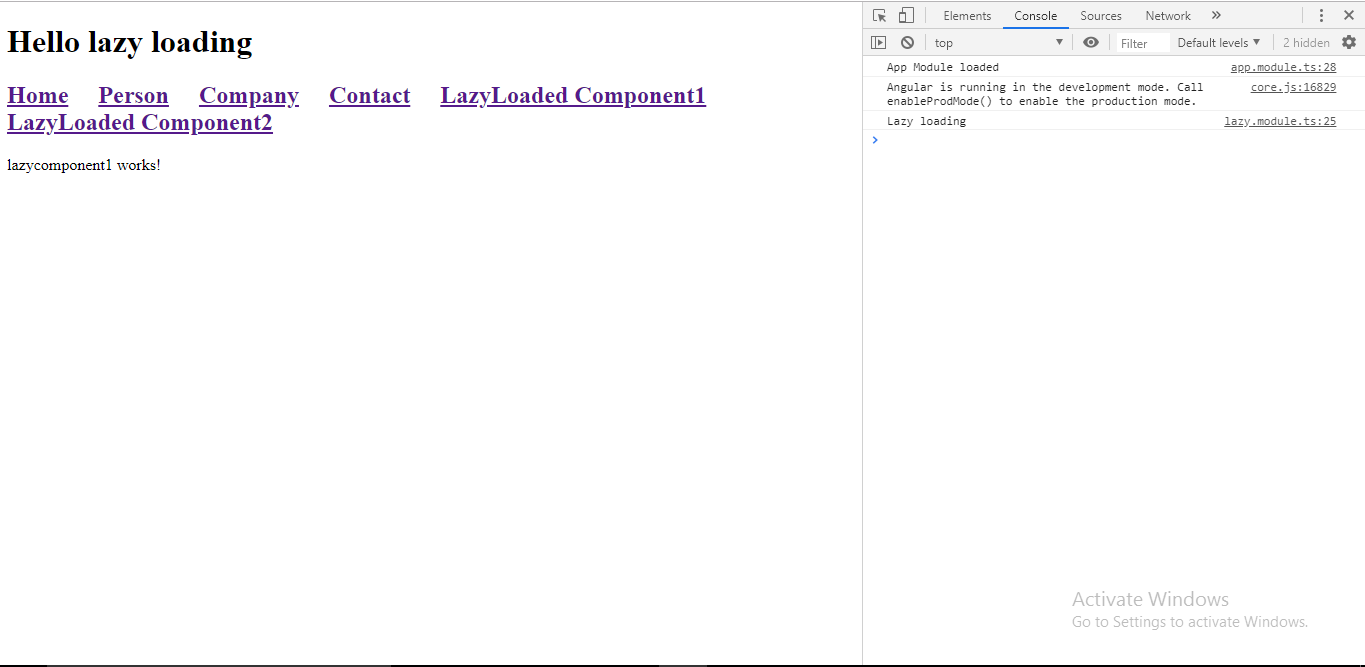 Hello lazy loading
Home Person Company Contact LazyLoaded Component1
LazyLoaded Component2
lazycomponent1 works!
Elements Console Sources Network »
top Filter Default levels ▼ 2 hidden
App Module loaded app.module.ts:28
Angular is running in the development mode. Call core.js:16829
enableProdMode() to enable the production mode.
Lazy loading lazy.module.ts:25
Activate Windows
Go to Settings to activate Windows.